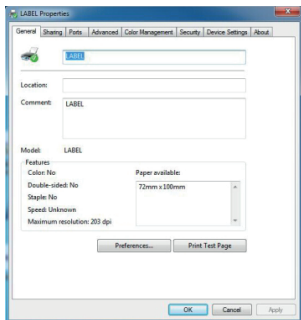 LABEL Properties
General Sharing Ports Advanced Color Management Security Device Settings About
LABEL
Location:
Comment: LABEL
Model: LABEL
Features
Color: No
Paper available:
Double-sided: No
72mm x 100mm
Staple: No
Speed: Unknown
Maximum resolution: 203 dpi
Preferences... Print Test Page
OK Cancel Apply